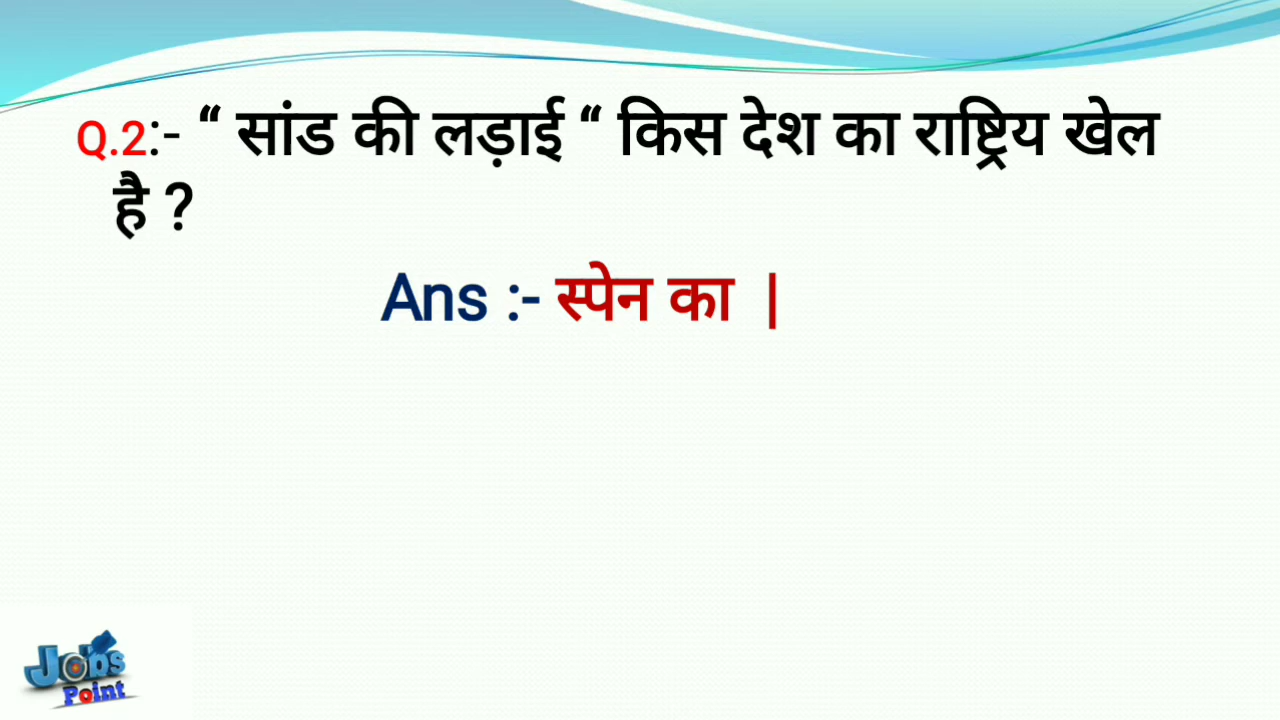 Q.2:- “ सांड की लड़ाई “ किस देश का राष्ट्रिय खेल
है ?
Ans :- स्पेन का |
Jobs
Point